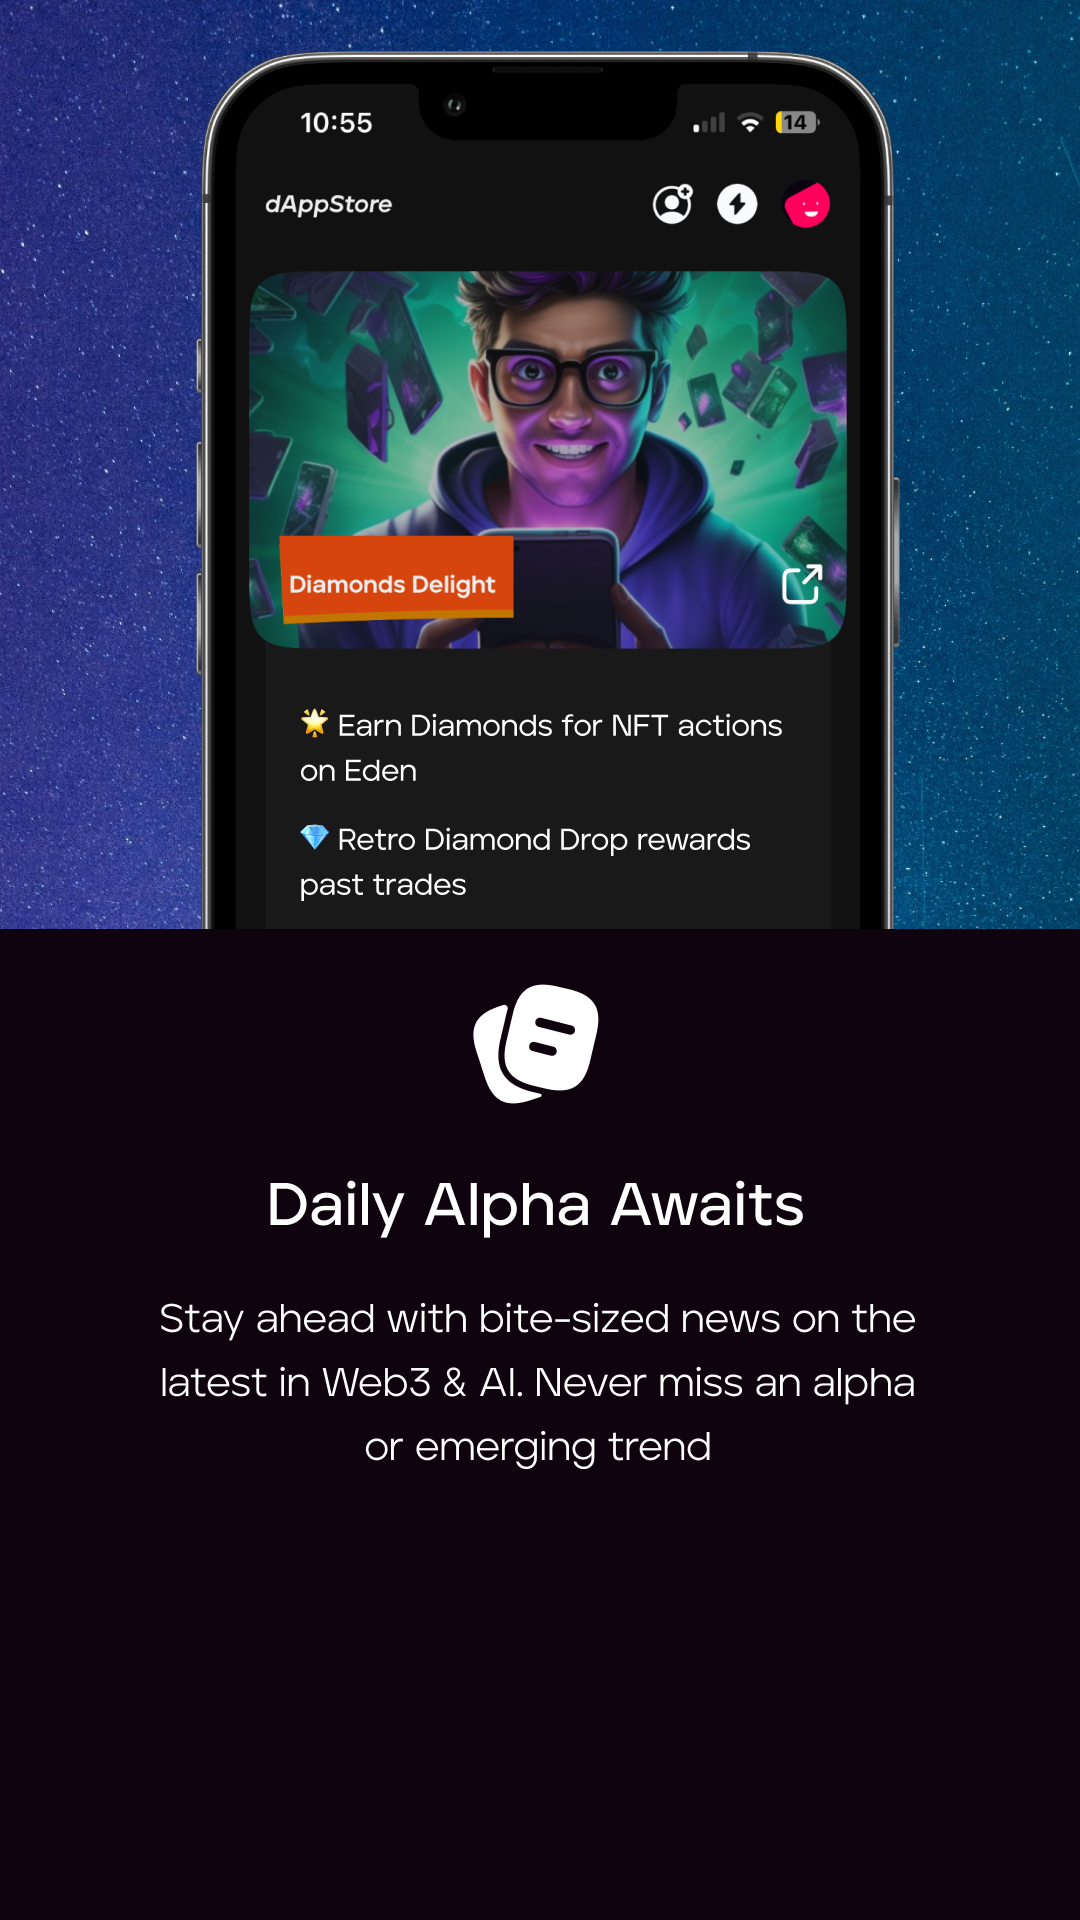 10:55
14
dAppStore
Diamonds Delight
🌟 Earn Diamonds for NFT actions
on Eden
💎 Retro Diamond Drop rewards
past trades
Daily Alpha Awaits
Stay ahead with bite-sized news on the
latest in Web3 & AI. Never miss an alpha
or emerging trend